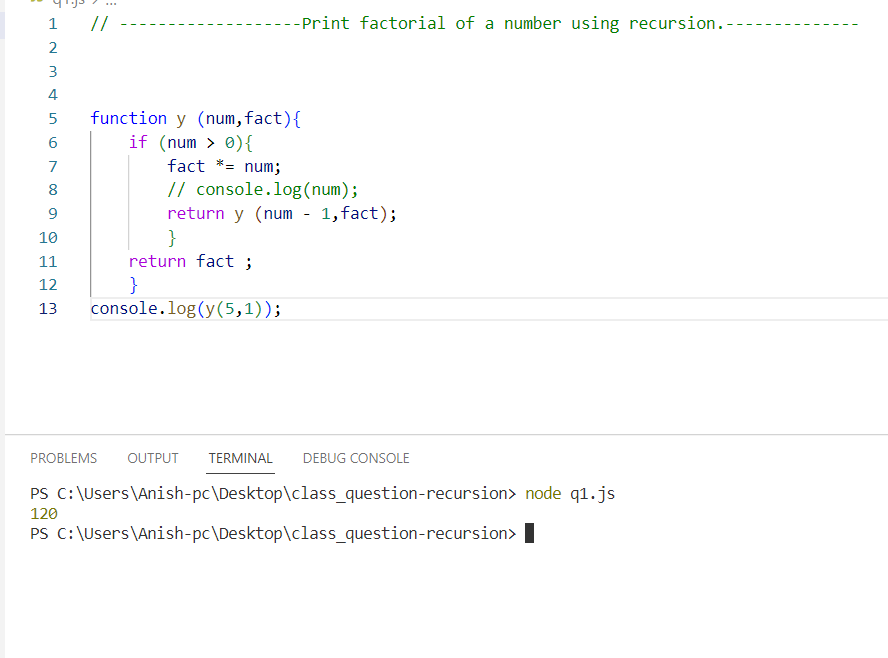 1 // -------------------Print factorial of a number using recursion.--------------
2
3
4
5 function y (num,fact){
6 if (num > 0){
7 fact *= num;
8 // console.log(num);
9 return y (num - 1,fact);
10 }
11 return fact ;
12 }
13 console.log(y(5,1));
PROBLEMS OUTPUT TERMINAL DEBUG CONSOLE
PS C:\Users\Anish-pc\Desktop\class_question-recursion> node q1.js
120
PS C:\Users\Anish-pc\Desktop\class_question-recursion>